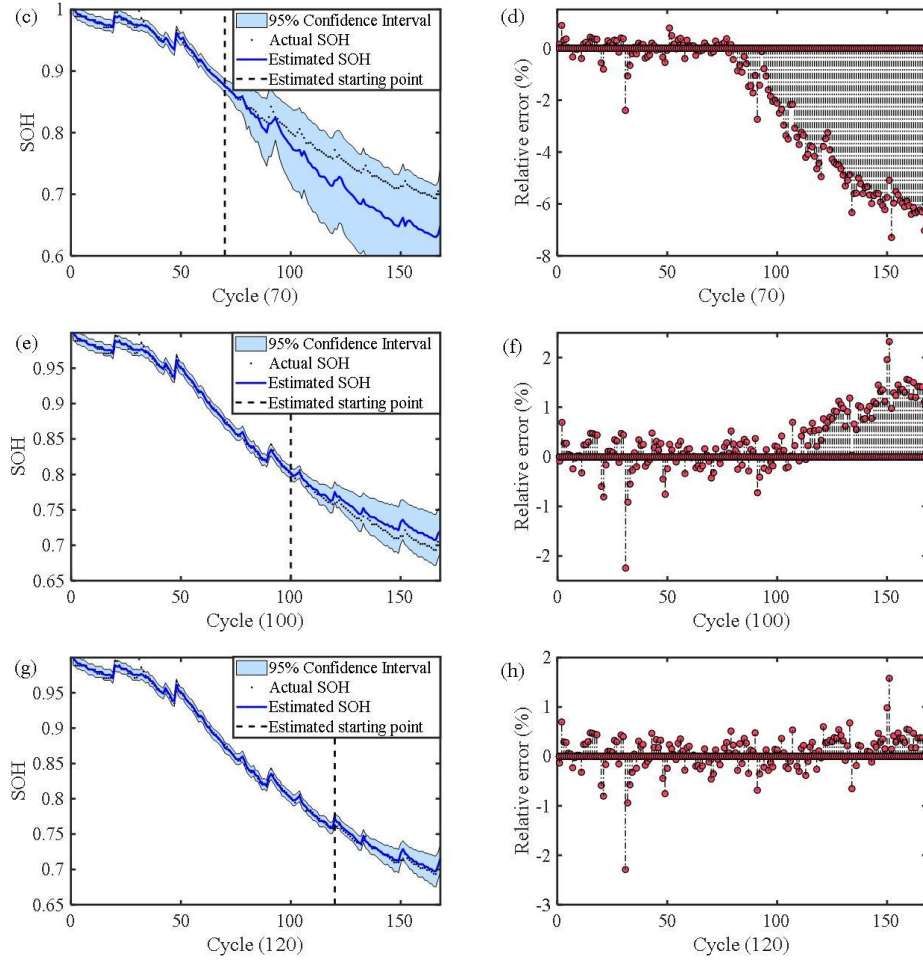 (c)
1
0.9
0.8
0.7
0.6
SOH
95% Confidence Interval
Actual SOH
Estimated SOH
Estimated starting point
0 50 100 150
Cycle (70)
(d)
0
-2
-4
-6
-8
Relative error (%)
0 50 100 150
Cycle (70)
(e)
0.95
0.9
0.85
0.8
0.75
0.7
0.65
SOH
95% Confidence Interval
Actual SOH
Estimated SOH
Estimated starting point
0 50 100 150
Cycle (100)
(f)
2
1
0
-1
-2
Relative error (%)
0 50 100 150
Cycle (100)
(g)
0.95
0.9
0.85
0.8
0.75
0.7
0.65
SOH
95% Confidence Interval
Actual SOH
Estimated SOH
Estimated starting point
0 50 100 150
Cycle (120)
(h)
2
1
0
-1
-2
-3
Relative error (%)
0 50 100 150
Cycle (120)